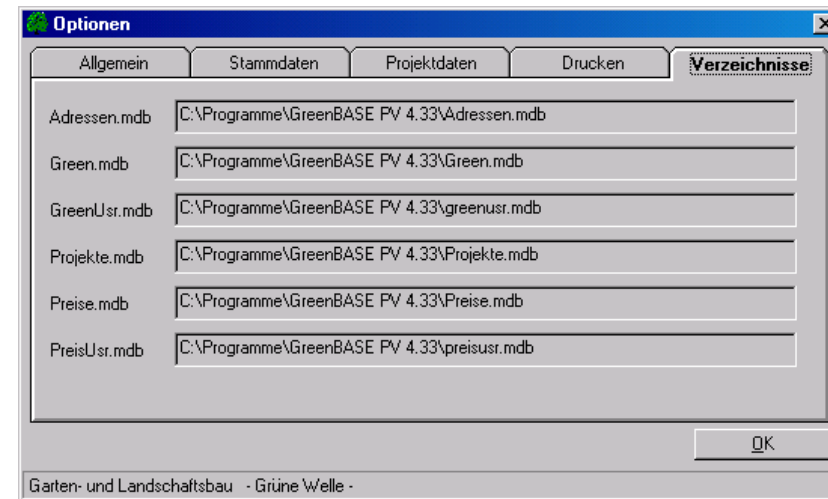 Optionen
Allgemein Stammdaten Projektdaten Drucken Verzeichnisse
Adressen.mdb C:\Programme\GreenBASE PV 4.33\Adressen.mdb
Green.mdb C:\Programme\GreenBASE PV 4.33\Green.mdb
GreenUsr.mdb C:\Programme\GreenBASE PV 4.33\greenusr.mdb
Projekte.mdb C:\Programme\GreenBASE PV 4.33\Projekte.mdb
Preise.mdb C:\Programme\GreenBASE PV 4.33\Preise.mdb
PreisUsr.mdb C:\Programme\GreenBASE PV 4.33\preisusr.mdb
OK
Garten- und Landschaftsbau - Grüne Welle -